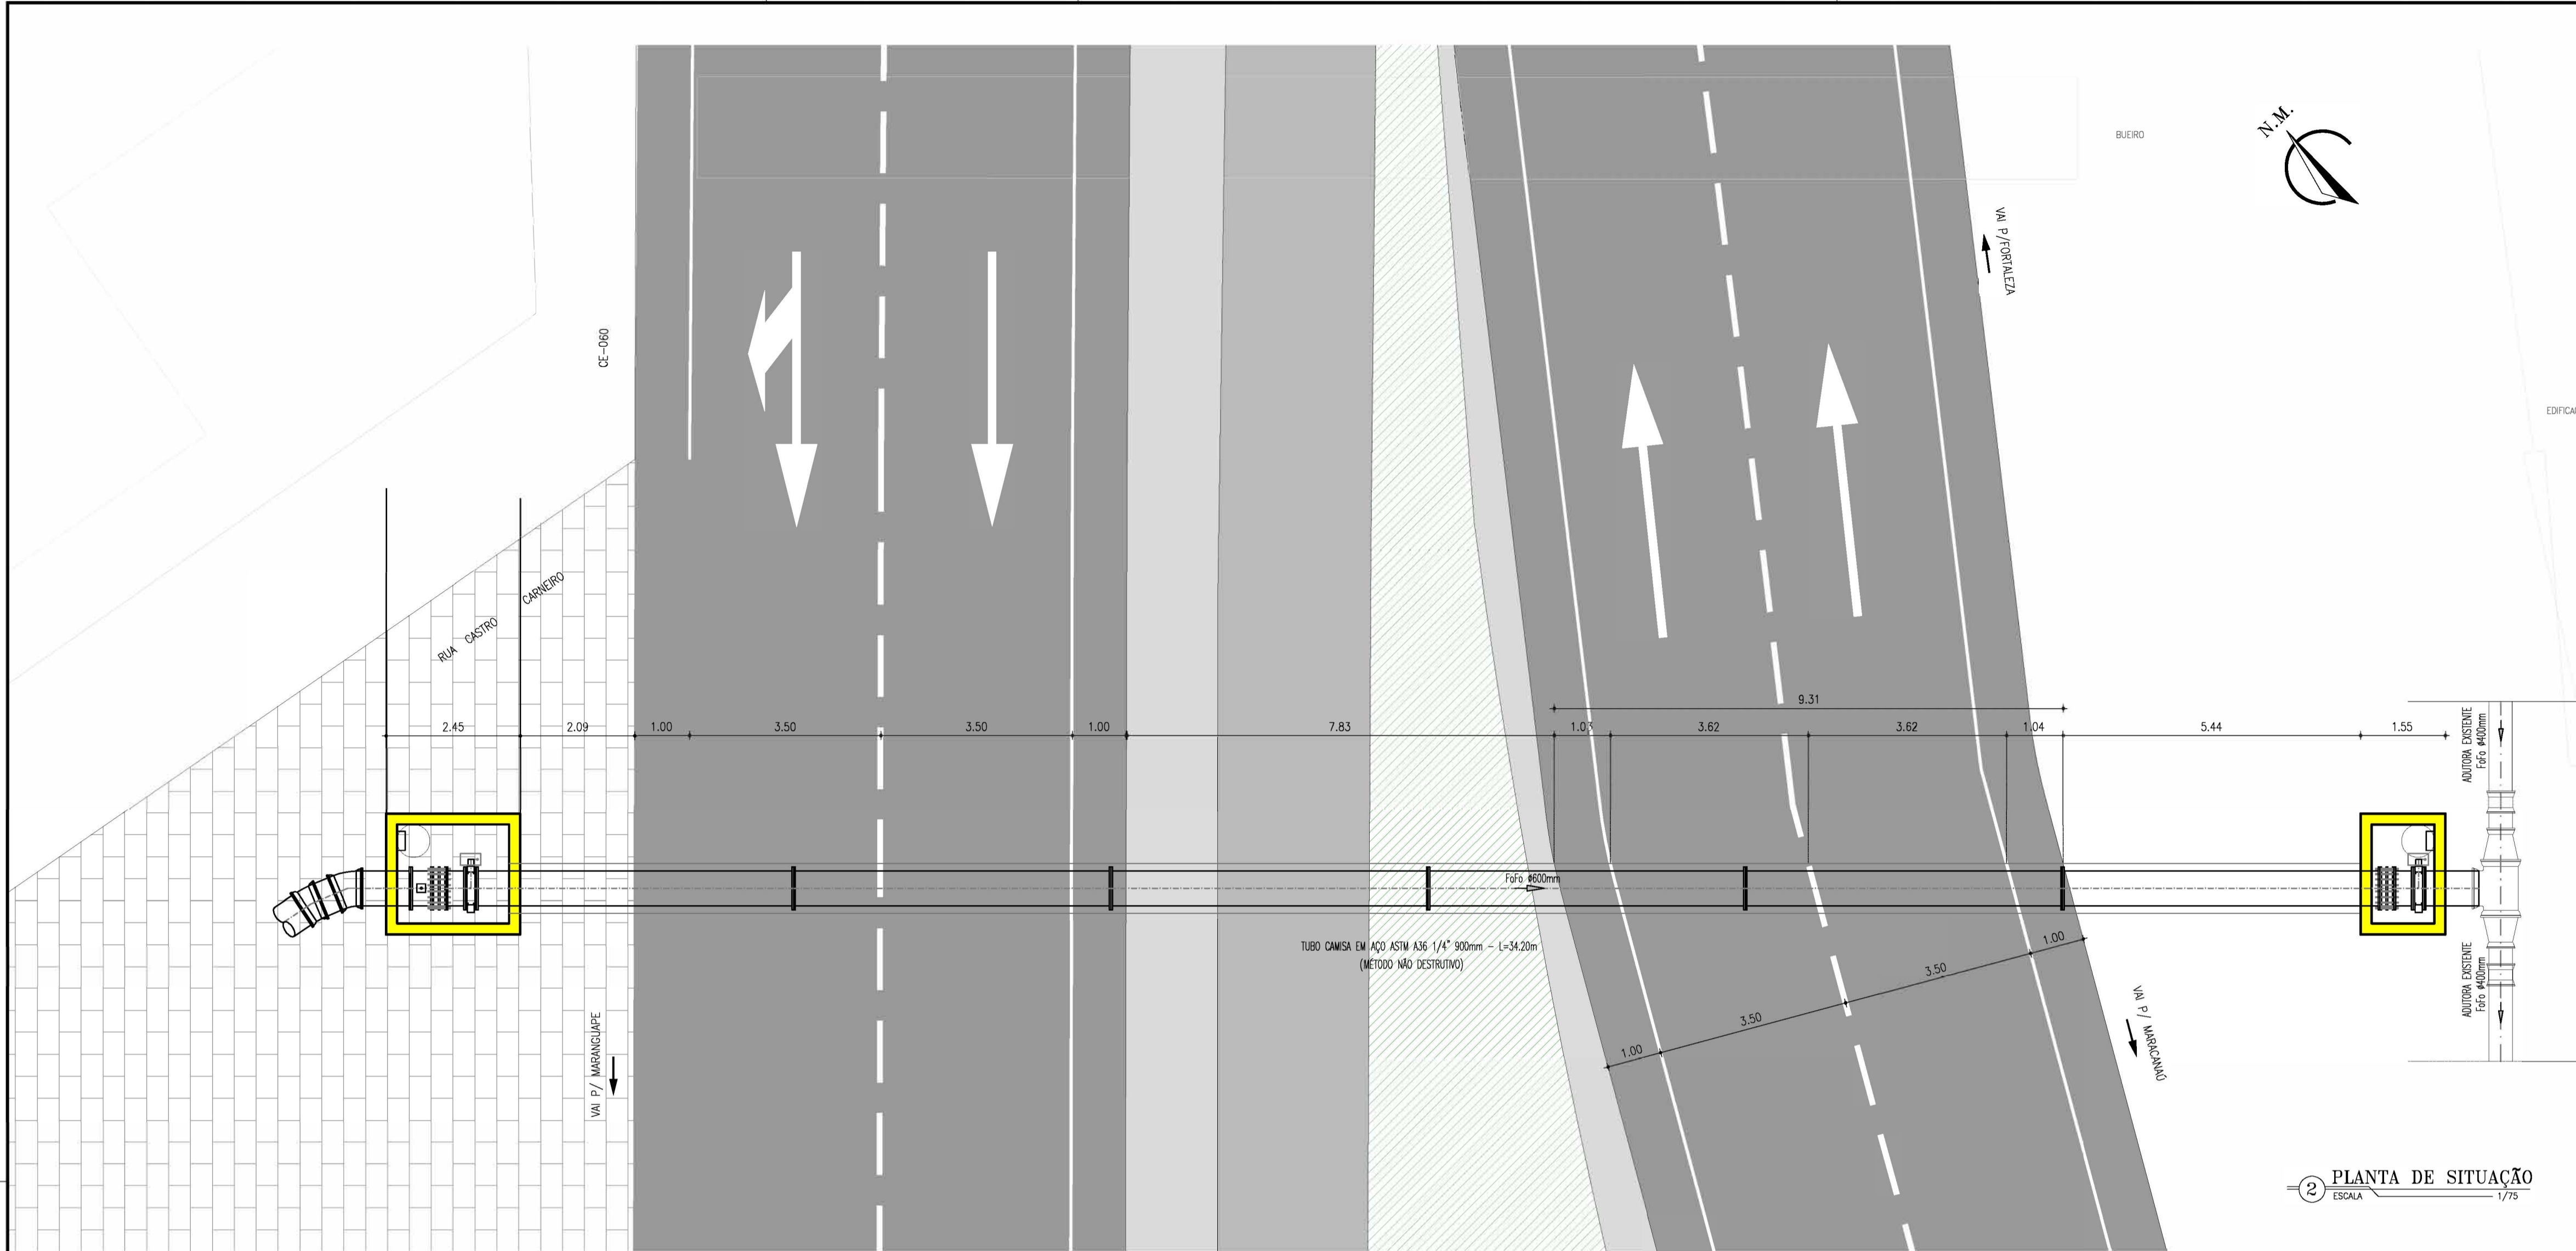 N.M.
BUEIRO
VAI P/FORTALEZA
CE-060
RUA CASTRO CARNEIRO
9.31
2.45
2.09
1.00
3.50
3.50
1.00
7.83
1.03
3.62
3.62
1.04
5.44
1.55
ADUTORA EXISTENTE
FoFo Ø400mm
FoFo Ø600mm
TUBO CAMISA EM AÇO ASTM A36 1/4" 900mm - L=34.20m
(MÉTODO NÃO DESTRUTIVO)
1.00
3.50
3.50
1.00
ADUTORA EXISTENTE
FoFo Ø400mm
VAI P/ MARANGUAPE
VAI P/ MARACANAÚ
2 PLANTA DE SITUAÇÃO
ESCALA 1/75